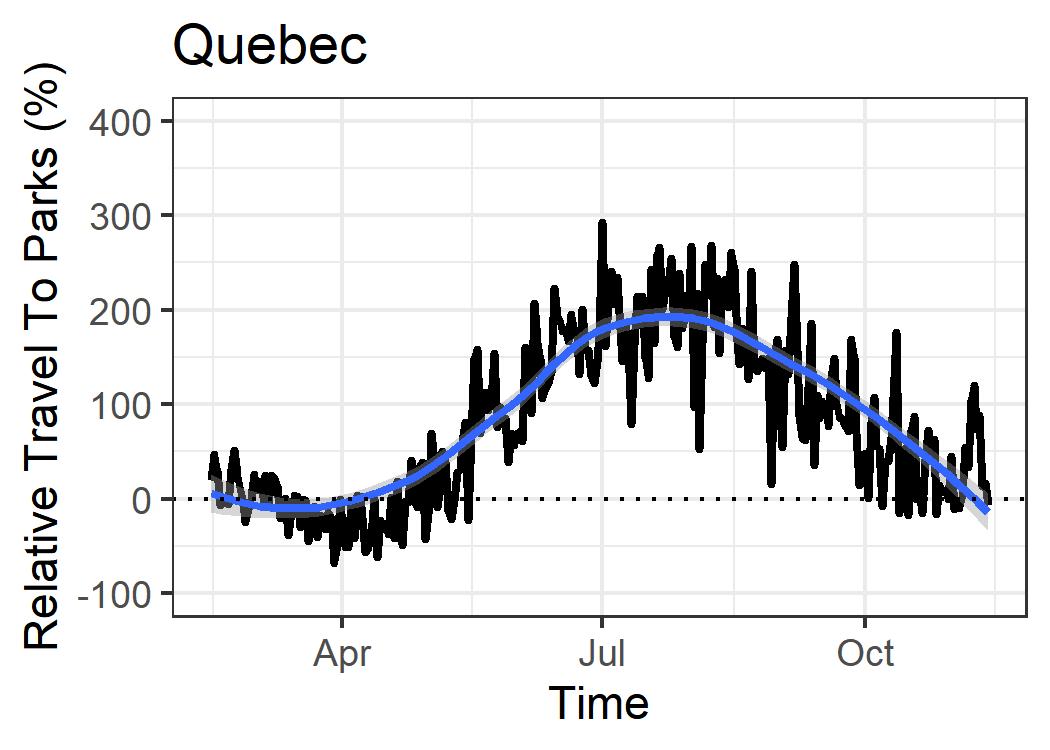 Quebec
Relative Travel To Parks (%)
400
300
200
100
0
-100
Apr
Jul
Oct
Time